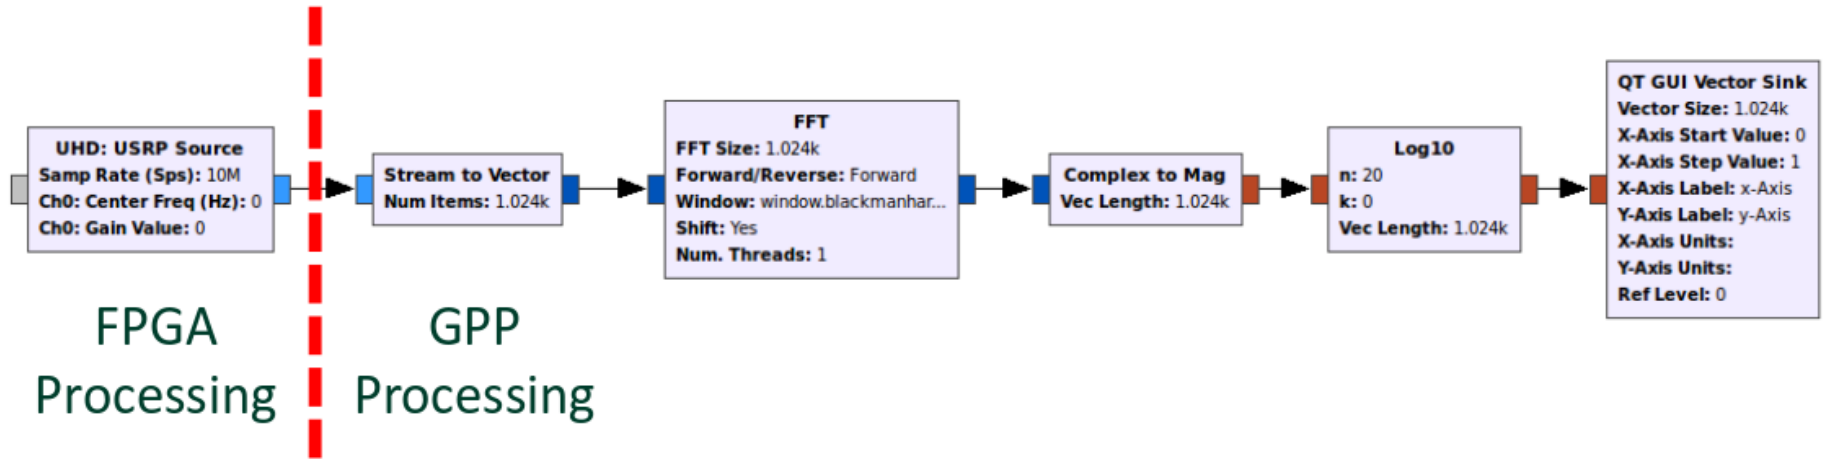 UHD: USRP Source
Samp Rate (Sps): 10M
Ch0: Center Freq (Hz): 0
Ch0: Gain Value: 0
Stream to Vector
Num Items: 1.024k
FFT
FFT Size: 1.024k
Forward/Reverse: Forward
Window: window.blackmanhar...
Shift: Yes
Num. Threads: 1
Complex to Mag
Vec Length: 1.024k
Log10
n: 20
k: 0
Vec Length: 1.024k
QT GUI Vector Sink
Vector Size: 1.024k
X-Axis Start Value: 0
X-Axis Step Value: 1
X-Axis Label: x-Axis
Y-Axis Label: y-Axis
X-Axis Units:
Y-Axis Units:
Ref Level: 0
FPGA
Processing
GPP
Processing